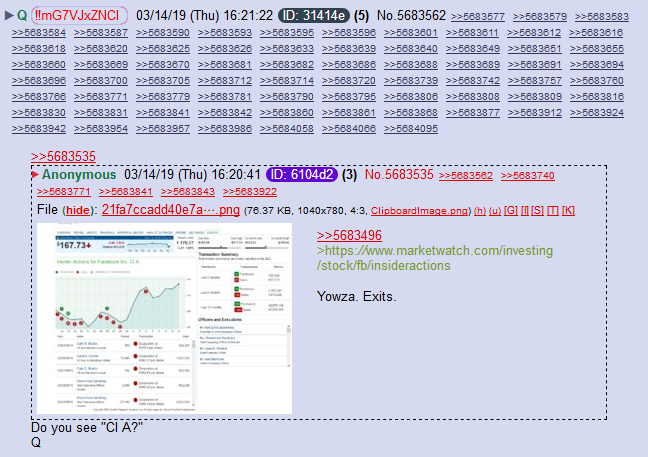 ▶ Q !!mG7VJxZNCI 03/14/19 (Thu) 16:21:22 ID: 31414e (5) No.5683562 >>5683577 >>5683579 >>5683583
>>5683584 >>5683587 >>5683590 >>5683593 >>5683595 >>5683596 >>5683601 >>5683611 >>5683612 >>5683616
>>5683618 >>5683621 >>5683625 >>5683626 >>5683633 >>5683639 >>5683640 >>5683649 >>5683651 >>5683655
>>5683660 >>5683669 >>5683670 >>5683681 >>5683682 >>5683686 >>5683688 >>5683691 >>5683694
>>5683696 >>5683700 >>5683705 >>5683712 >>5683714 >>5683720 >>5683739 >>5683742 >>5683757 >>5683760
>>5683766 >>5683771 >>5683779 >>5683781 >>5683790 >>5683795 >>5683806 >>5683808 >>5683809 >>5683816
>>5683830 >>5683831 >>5683841 >>5683842 >>5683860 >>5683861 >>5683868 >>5683877 >>5683912 >>5683924
>>5683942 >>5683954 >>5683957 >>5683986 >>5684058 >>5684066 >>5684095
>>5683535
Anonymous 03/14/19 (Thu) 16:20:41 ID: 6104d2 (3) No.5683535 >>5683562 >>5683740
>>5683771 >>5683841 >>5683843 >>5683922
File (hide): 21fa7ccadd40e7a⋯.png (76.37 KB, 1040x780, 4:3, ClipboardImage.png) (h) (u) [G] [I] [S] [T] [K]
$167.73
Insider Actions for Facebook Inc. Cl A
Transaction Summary
Officers and Executives
>>5683496
>https://www.marketwatch.com/investing
/stock/fb/insideractions
Yowza. Exits.
Do you see "Cl A?"
Q